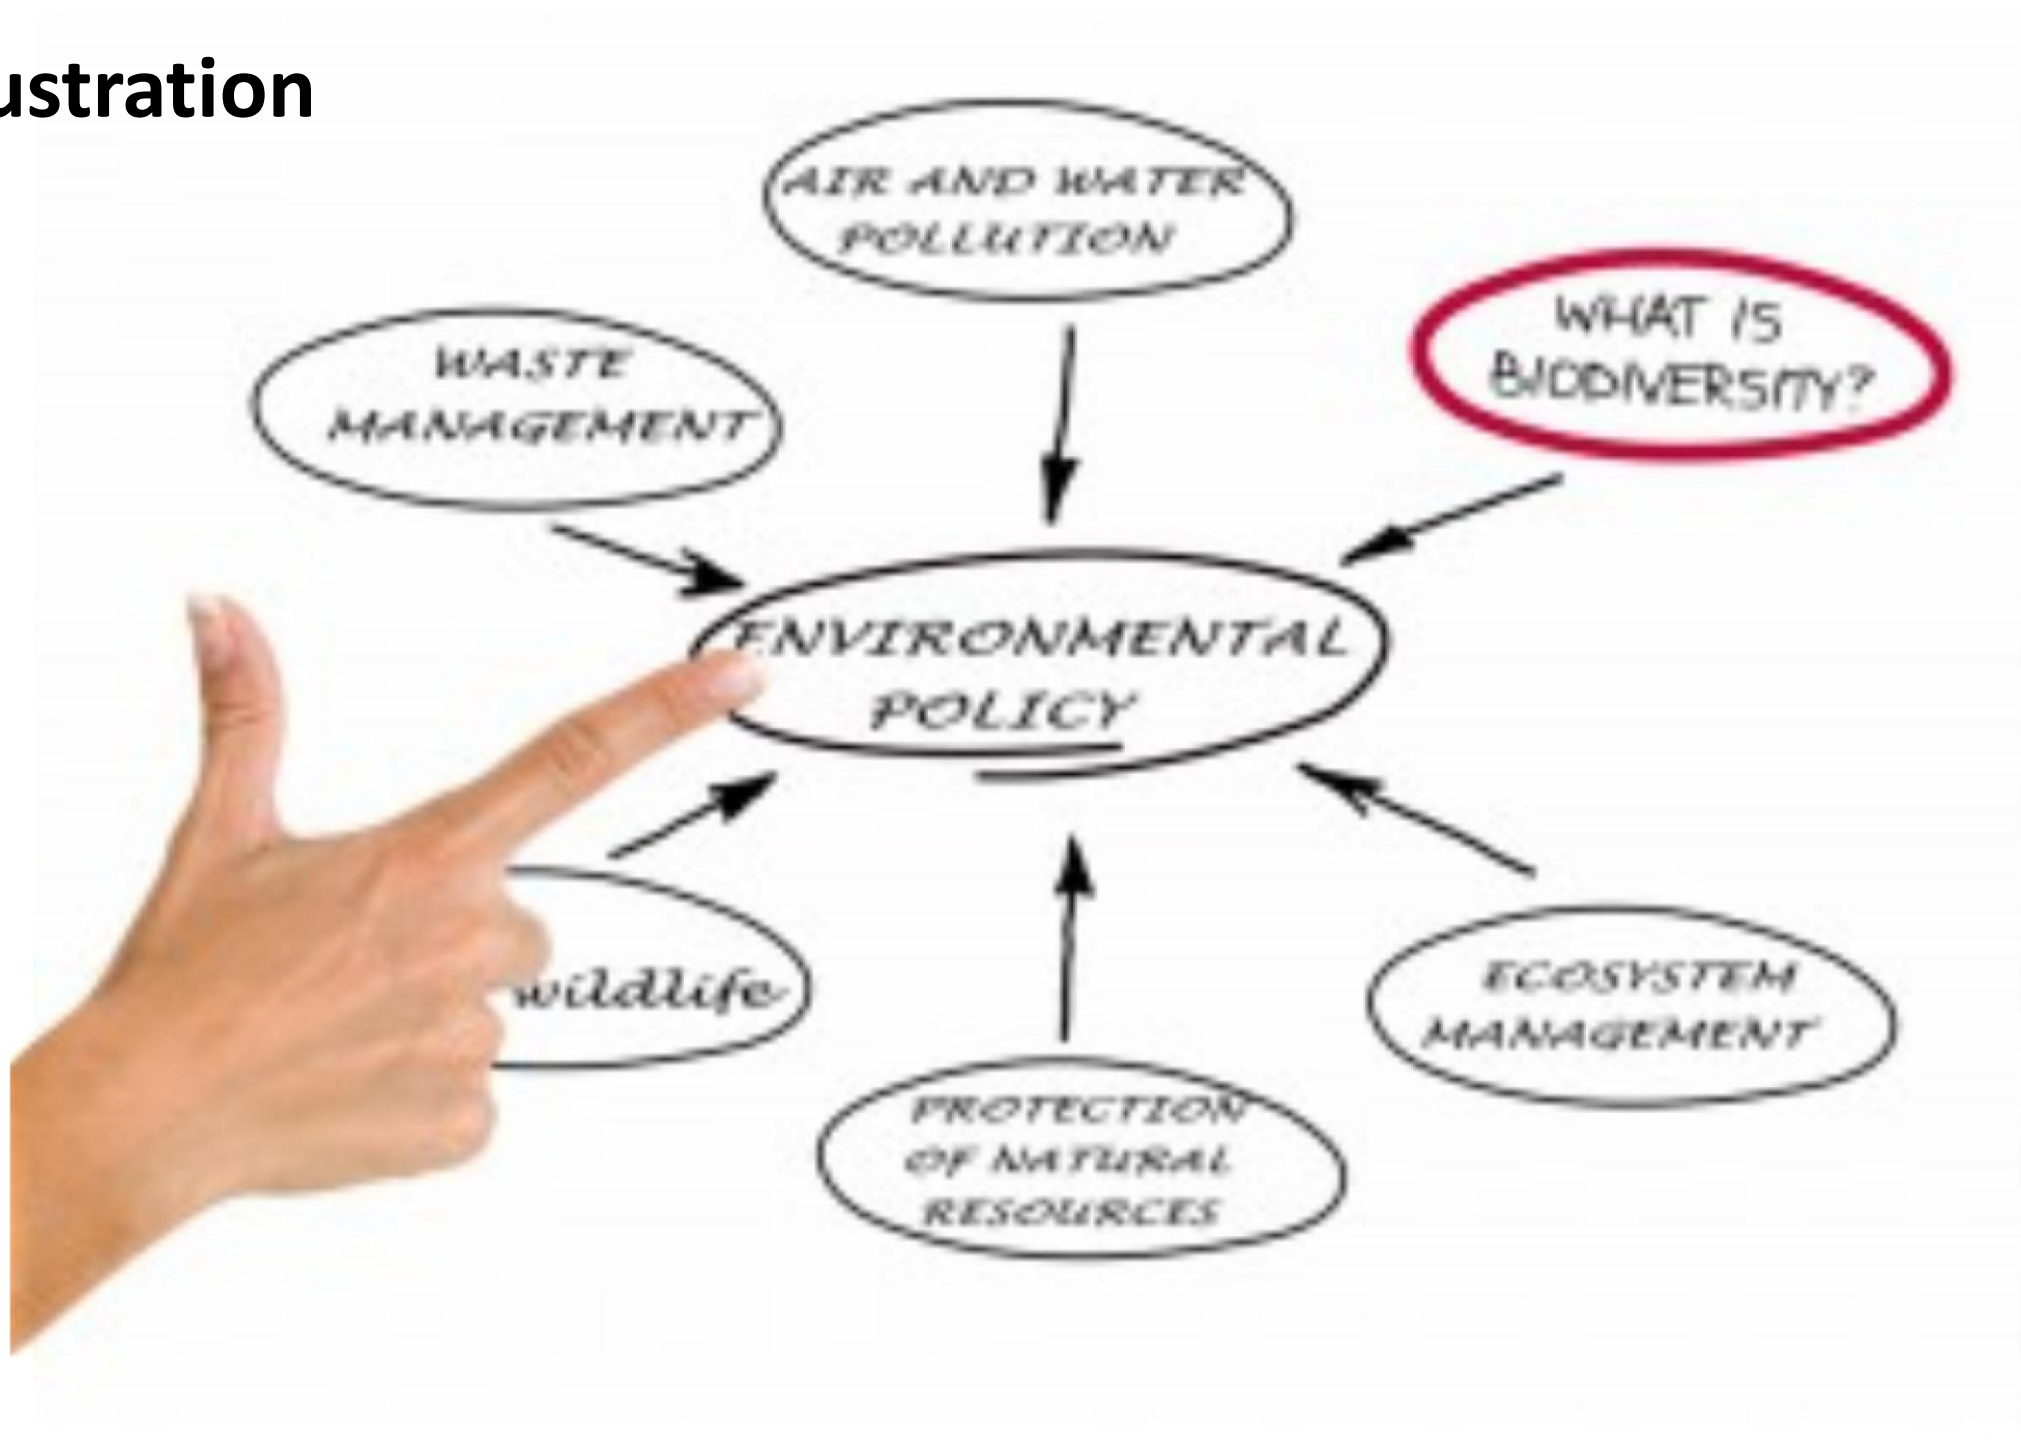 ustration
AIR AND WATER
POLLUTION
WHAT IS
BIODIVERSITY?
WASTE
MANAGEMENT
ENVIRONMENTAL
POLICY
wildlife
ECOSYSTEM
MANAGEMENT
PROTECTION
OF NATURAL
RESOURCES